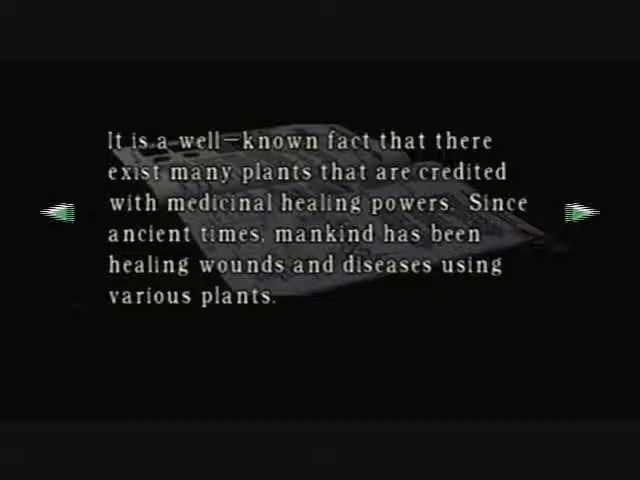 It is a well-known fact that there
exist many plants that are credited
with medicinal healing powers. Since
ancient times, mankind has been
healing wounds and diseases using
various plants.